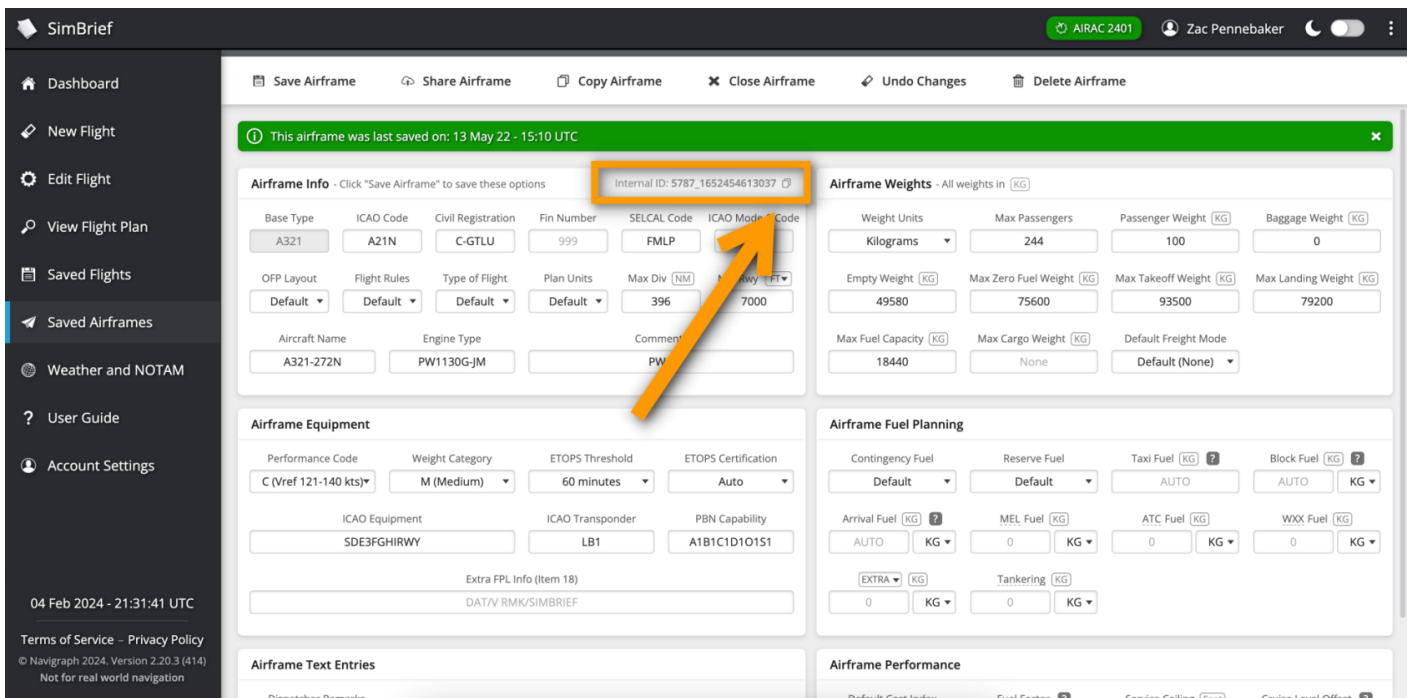 SimBrief
AIRAC 2401
Zac Pennebaker
Dashboard
New Flight
Edit Flight
View Flight Plan
Saved Flights
Saved Airframes
Weather and NOTAM
? User Guide
Account Settings
04 Feb 2024 - 21:31:41 UTC
Terms of Service – Privacy Policy
© Navigraph 2024. Version 2.20.3 (414)
Not for real world navigation
Save Airframe Share Airframe Copy Airframe Close Airframe Undo Changes Delete Airframe
This airframe was last saved on: 13 May 22 - 15:10 UTC
Airframe Info - Click "Save Airframe" to save these options Internal ID: 5787_1652454613037
Base Type ICAO Code Civil Registration Fin Number SELCAL Code ICAO Mode Code
A321 A21N C-GTLU 999 FMLP
OFP Layout Flight Rules Type of Flight Plan Units Max Div NM Rwy FT
Default Default Default Default 396 7000
Aircraft Name Engine Type
A321-272N PW1130G-JM
Airframe Weights - All weights in KG
Weight Units Max Passengers Passenger Weight KG Baggage Weight KG
Kilograms 244 100 0
Empty Weight KG Max Zero Fuel Weight KG Max Takeoff Weight KG Max Landing Weight KG
49580 75600 93500 79200
Max Fuel Capacity KG Max Cargo Weight KG Default Freight Mode
18440 None Default (None)
Airframe Equipment
Performance Code Weight Category ETOPS Threshold ETOPS Certification
C (Vref 121-140 kts) M (Medium) 60 minutes Auto
ICAO Equipment ICAO Transponder PBN Capability
SDE3FGHIRWY LB1 A1B1C1D1O1S1
Extra FPL Info (Item 18)
DAT/V RMK/SIMBRIEF
Airframe Fuel Planning
Contingency Fuel Reserve Fuel Taxi Fuel KG ? Block Fuel KG ?
Default Default AUTO AUTO KG
Arrival Fuel KG ? MEL Fuel KG ATC Fuel KG WXX Fuel KG
AUTO KG 0 KG 0 KG 0 KG
EXTRA KG Tankering KG
0 KG 0 KG
Airframe Text Entries
Airframe Performance